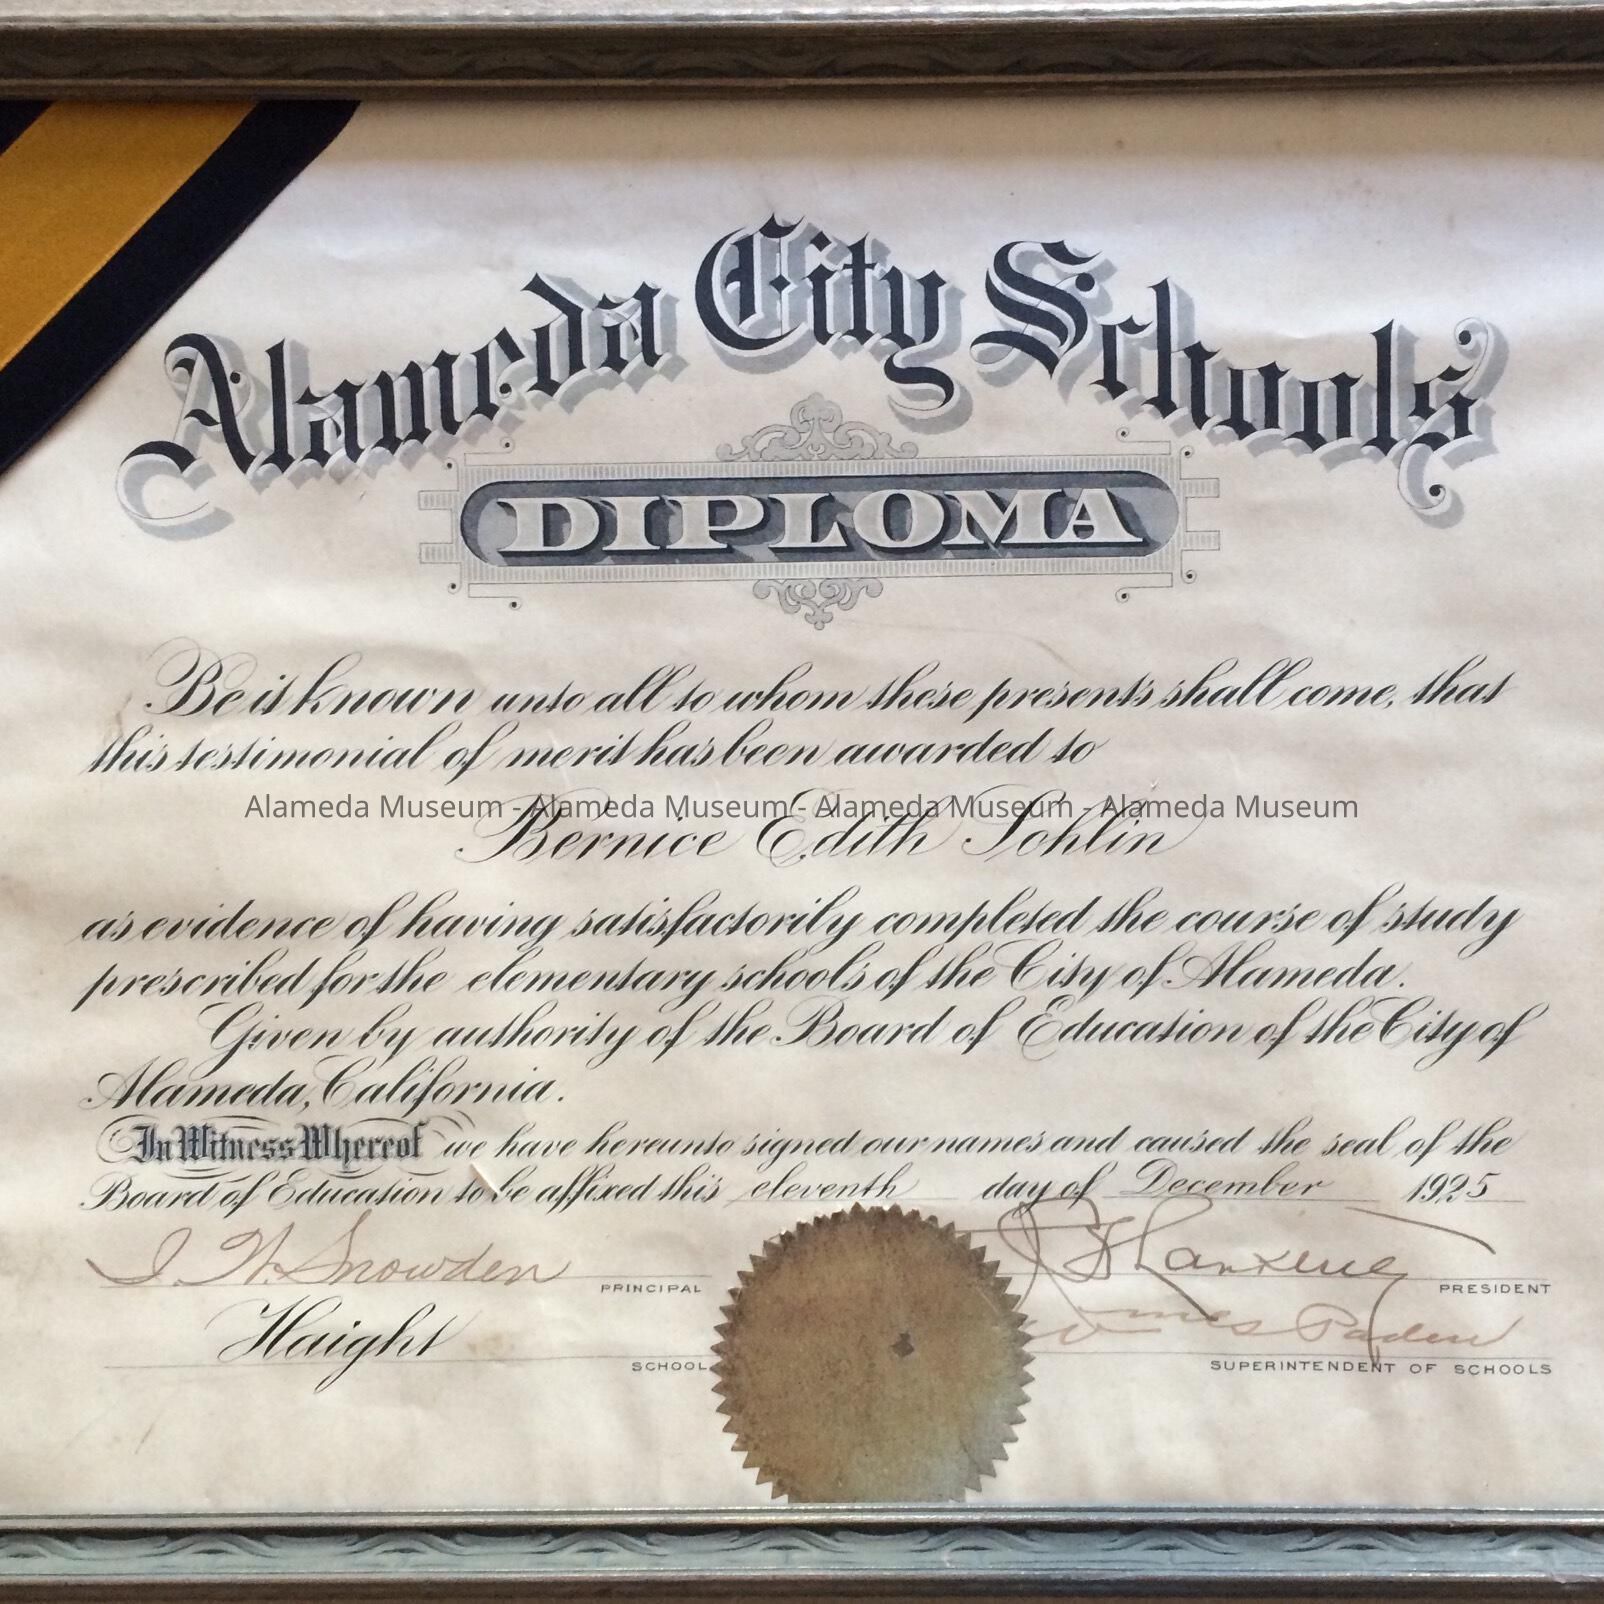 Alameda City Schools
DIPLOMA
Be it known unto all to whom these presents shall come, that
this testimonial of merit has been awarded to
Alameda Museum - Alameda Museum - Alameda Museum - Alameda Museum
Bernice Edith Sohlin
as evidence of having satisfactorily completed the course of study
prescribed for the elementary schools of the City of Alameda.
Given by authority of the Board of Education of the City of
Alameda, California.
In Witness Whereof we have hereunto signed our names and caused the seal of the
Board of Education to be affixed this eleventh day of December 1925
Snowden PRINCIPAL
PRESIDENT
Haight SCHOOL
Paden SUPERINTENDENT OF SCHOOLS